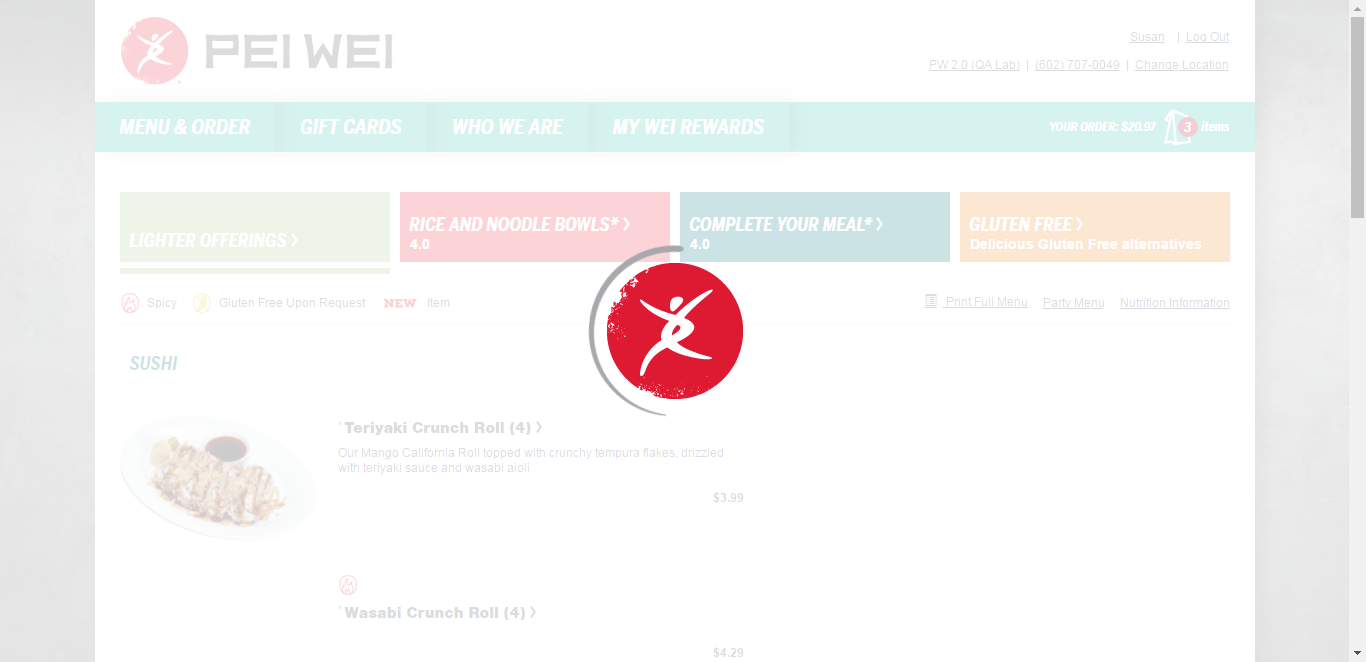 PEI WEI
Susan | Log Out
PW 2.0 (QA Lab) | (602) 707-0049 | Change Location
MENU & ORDER
GIFT CARDS
WHO WE ARE
MY WEI REWARDS
YOUR ORDER: $20.97 3 items
LIGHTER OFFERINGS >
RICE AND NOODLE BOWLS* >
4.0
COMPLETE YOUR MEAL* >
4.0
GLUTEN FREE >
Delicious Gluten Free alternatives
Spicy
Gluten Free Upon Request
NEW Item
Print Full Menu
Party Menu
Nutrition Information
SUSHI
*Teriyaki Crunch Roll (4) >
Our Mango California Roll topped with crunchy tempura flakes, drizzled
with teriyaki sauce and wasabi aioli
$3.99
*Wasabi Crunch Roll (4) >
$4.29